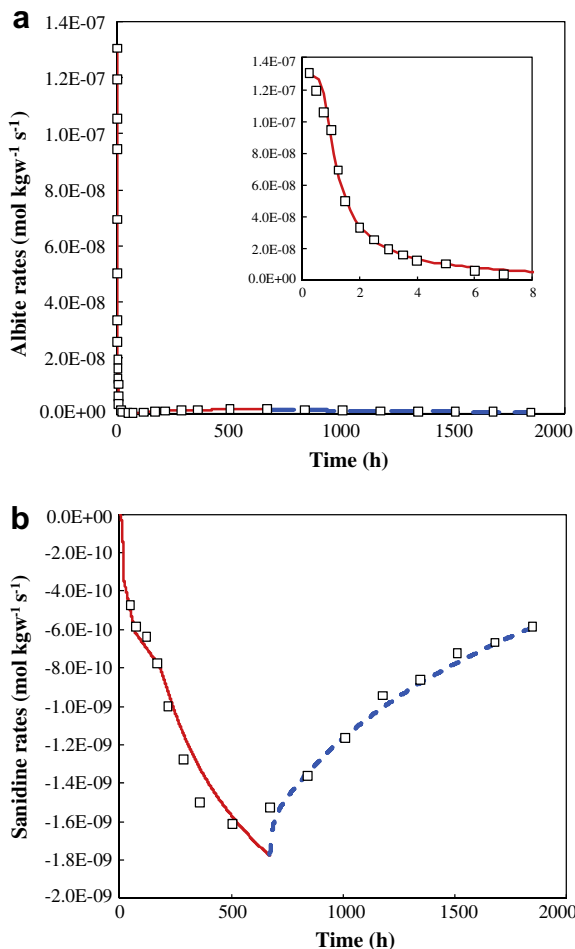 a
Albite rates (mol kgw-1 s-1)
1.4E-07
1.2E-07
1.0E-07
8.0E-08
6.0E-08
4.0E-08
2.0E-08
0.0E+00
0
500
1000
1500
2000
Time (h)
1.4E-07
1.2E-07
1.0E-07
8.0E-08
6.0E-08
4.0E-08
2.0E-08
0.0E+00
0
2
4
6
8
b
Sanidine rates (mol kgw-1 s-1)
0.0E+00
-2.0E-10
-4.0E-10
-6.0E-10
-8.0E-10
-1.0E-09
-1.2E-09
-1.4E-09
-1.6E-09
-1.8E-09
-2.0E-09
0
500
1000
1500
2000
Time (h)